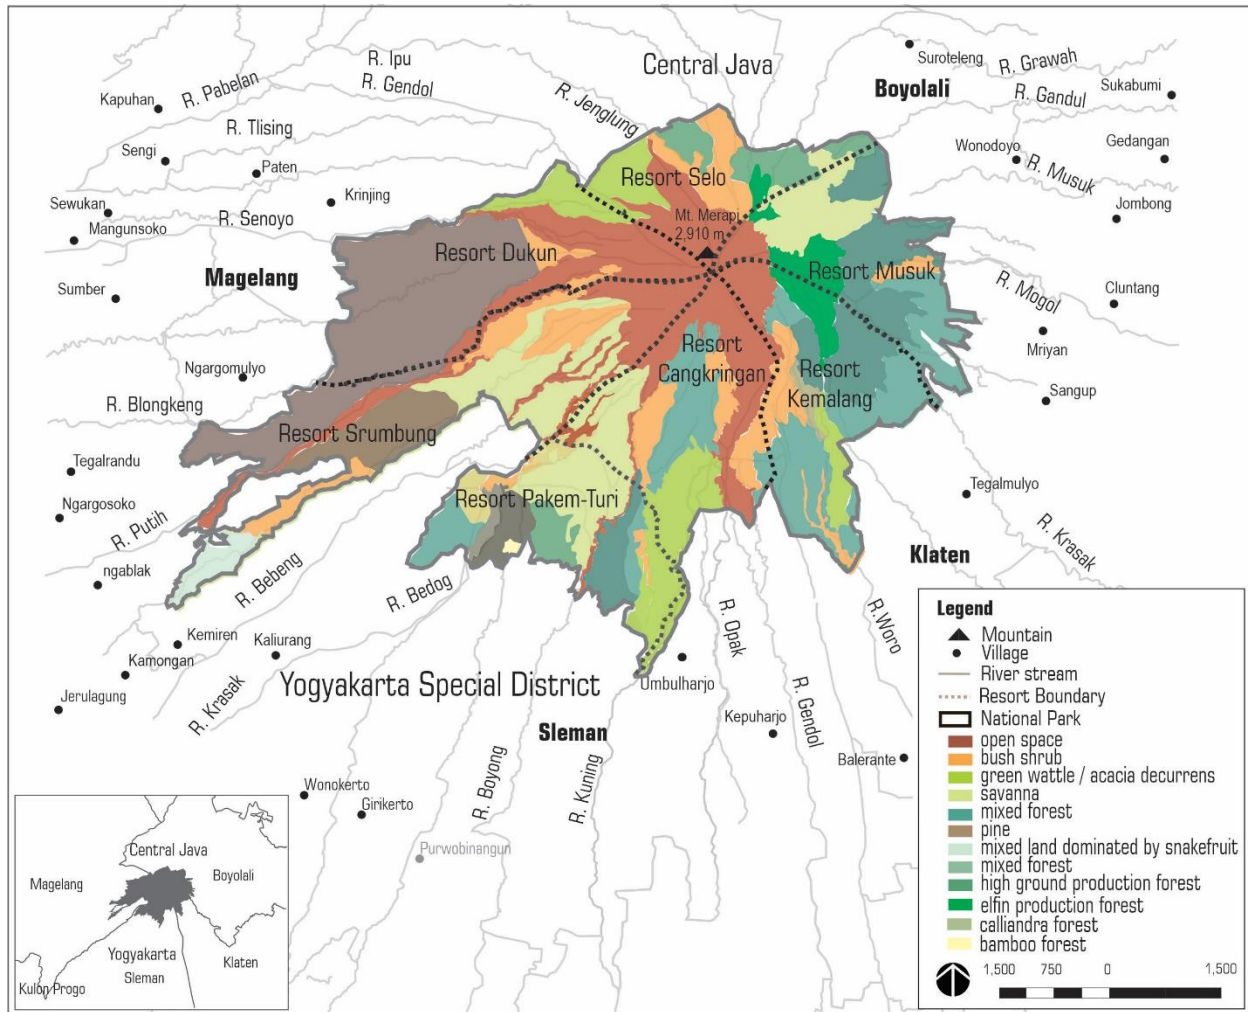 Central Java
Suroteleng
R. Grawah
R. Ipu
R. Pabelan
R. Gendol
Boyolali
R. Gandul
Sukabumi
Kapuhan
R. Jenglung
R. Tlising
Sengi
Paten
Wonodoyo
Gedangan
R. Musuk
Resort Selo
Krinjing
Sewukan
R. Senoyo
Mangunsoko
Jombong
Mt. Merapi
2,910 m
Resort Dukun
Resort Musuk
Magelang
Sumber
R. Mogol
Cluntang
Mriyan
Resort
Cangkringan
Resort
Kemalang
Ngargomulyo
Sangup
R. Blongkeng
Resort Srumbung
Tegalrandu
Resort Pakem-Turi
Tegalmulyo
Ngargosoko
R. Putih
R. Krasak
ngablak
R. Bebeng
R. Bedog
Klaten
R. Opak
R.Woro
Kemiren
Kaliurang
Kamongan
Jerulagung
R. Krasak
Yogyakarta Special District
Umbulharjo
Sleman
Kepuharjo
R. Gendol
Balerante
R. Boyong
R. Kuning
Wonokerto
Girikerto
Purwobinangun
Central Java
Magelang
Boyolali
Yogyakarta
Sleman
Klaten
Kulon Progo
Legend
Mountain
Village
River stream
Resort Boundary
National Park
open space
bush shrub
green wattle / acacia decurrens
savanna
mixed forest
pine
mixed land dominated by snakefruit
mixed forest
high ground production forest
elfin production forest
calliandra forest
bamboo forest
1,500 750 0 1,500